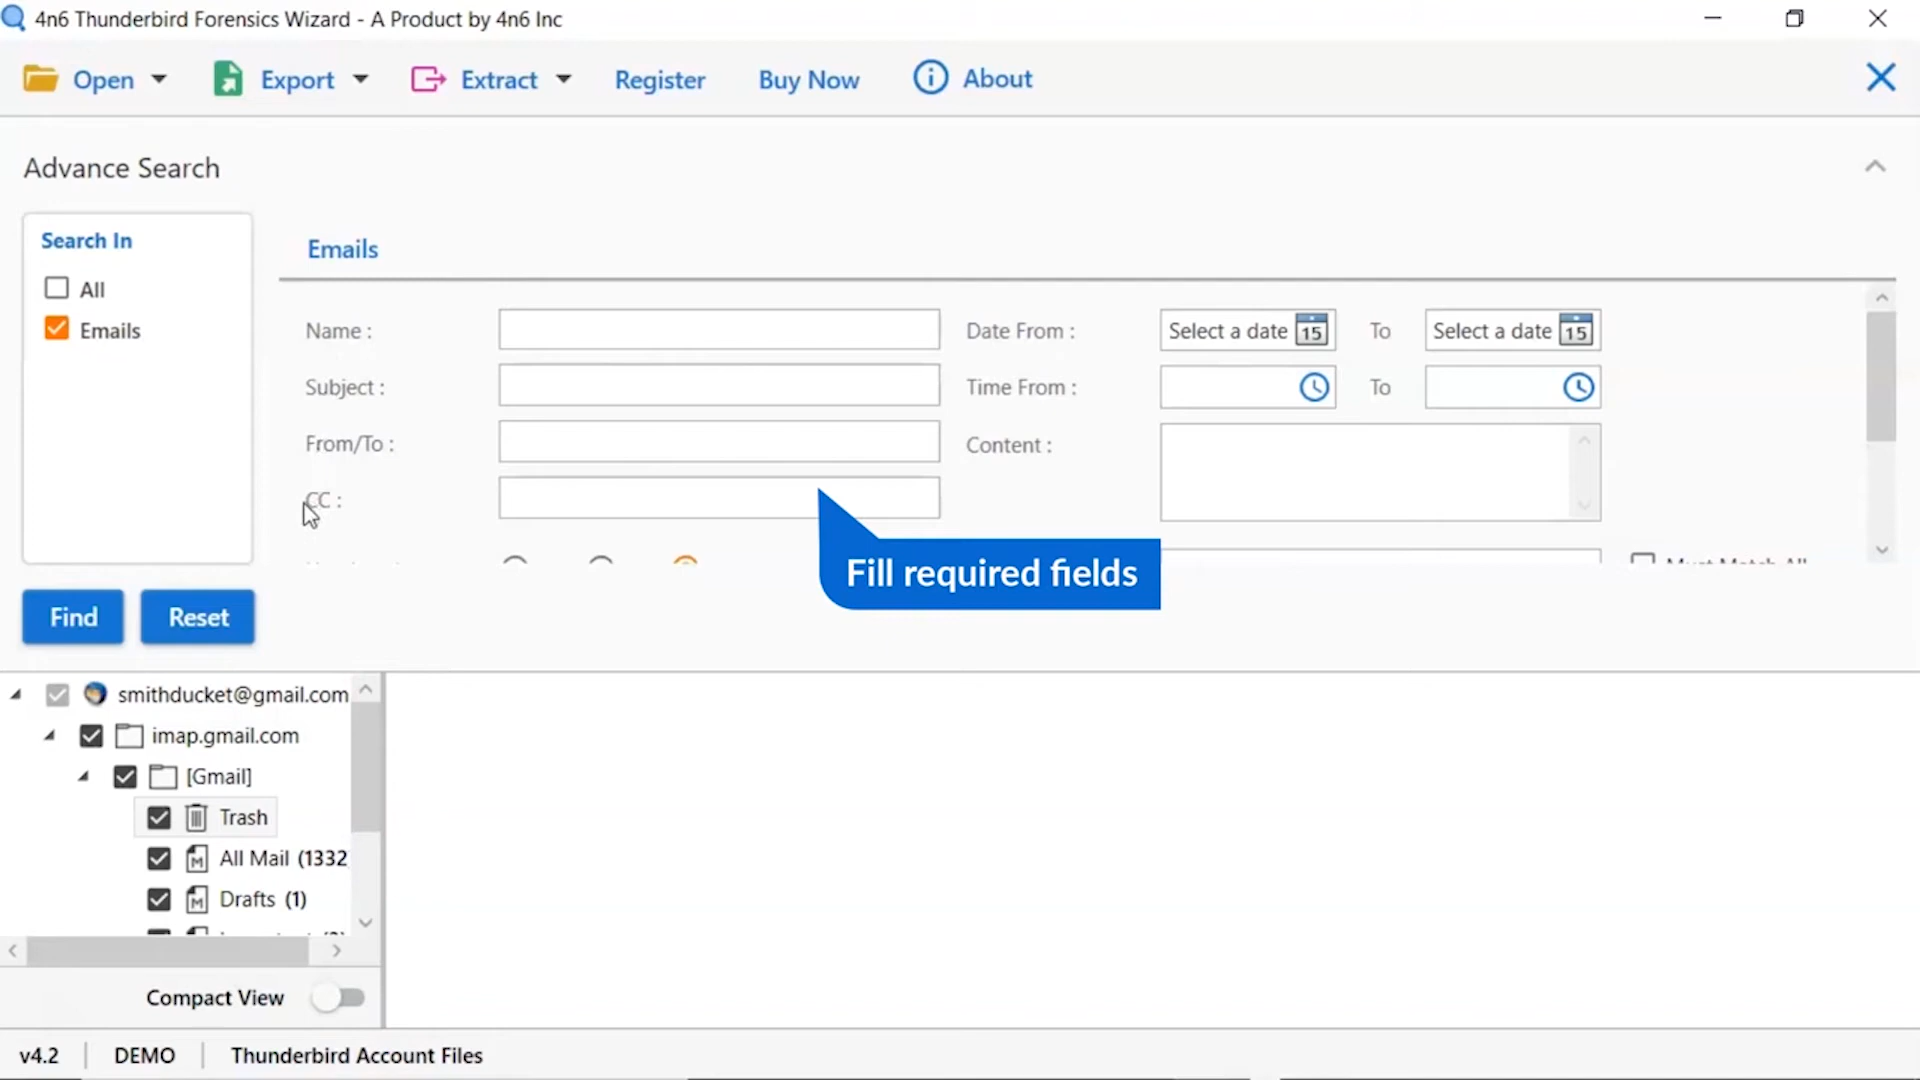 4n6 Thunderbird Forensics Wizard - A Product by 4n6 Inc
Open Export Extract Register Buy Now About
Advance Search
Search In
All
Emails
Emails
Name : Date From : Select a date 15 To Select a date 15
Subject : Time From : To
From/To : Content :
CC :
Must Match All
Fill required fields
Find Reset
smithducket@gmail.com
imap.gmail.com
[Gmail]
Trash
All Mail (1332
Drafts (1)
Compact View
v4.2 DEMO Thunderbird Account Files